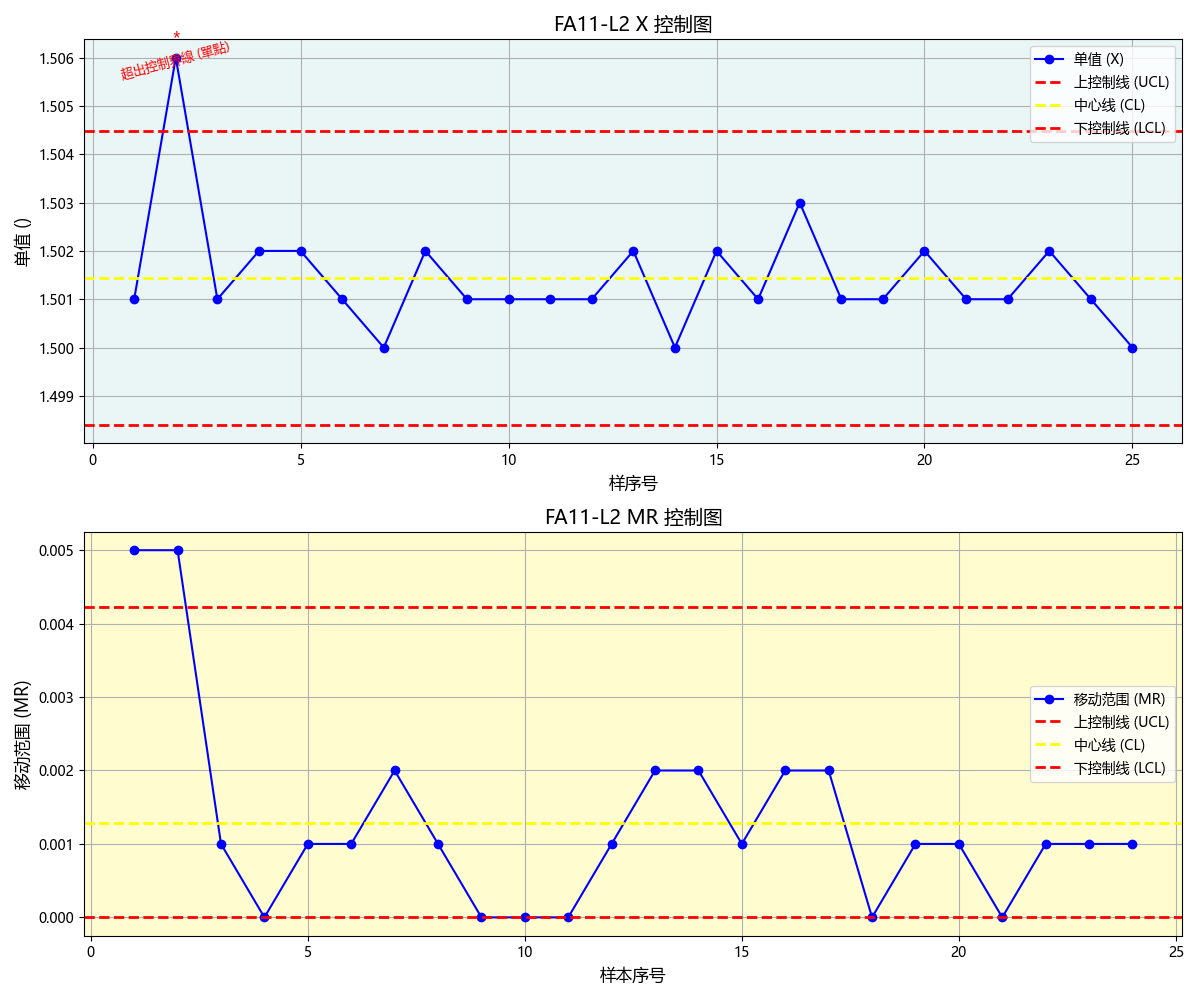 FA11-L2 X 控制图
*
超出控制界線 (單點)
单值 (X)
上控制线 (UCL)
中心线 (CL)
下控制线 (LCL)
1.506
1.505
1.504
1.503
1.502
1.501
1.500
1.499
单值 ()
0 5 10 15 20 25
样序号
FA11-L2 MR 控制图
0.005
0.004
0.003
0.002
0.001
0.000
移动范围 (MR)
移动范围 (MR)
上控制线 (UCL)
中心线 (CL)
下控制线 (LCL)
0 5 10 15 20 25
样本序号